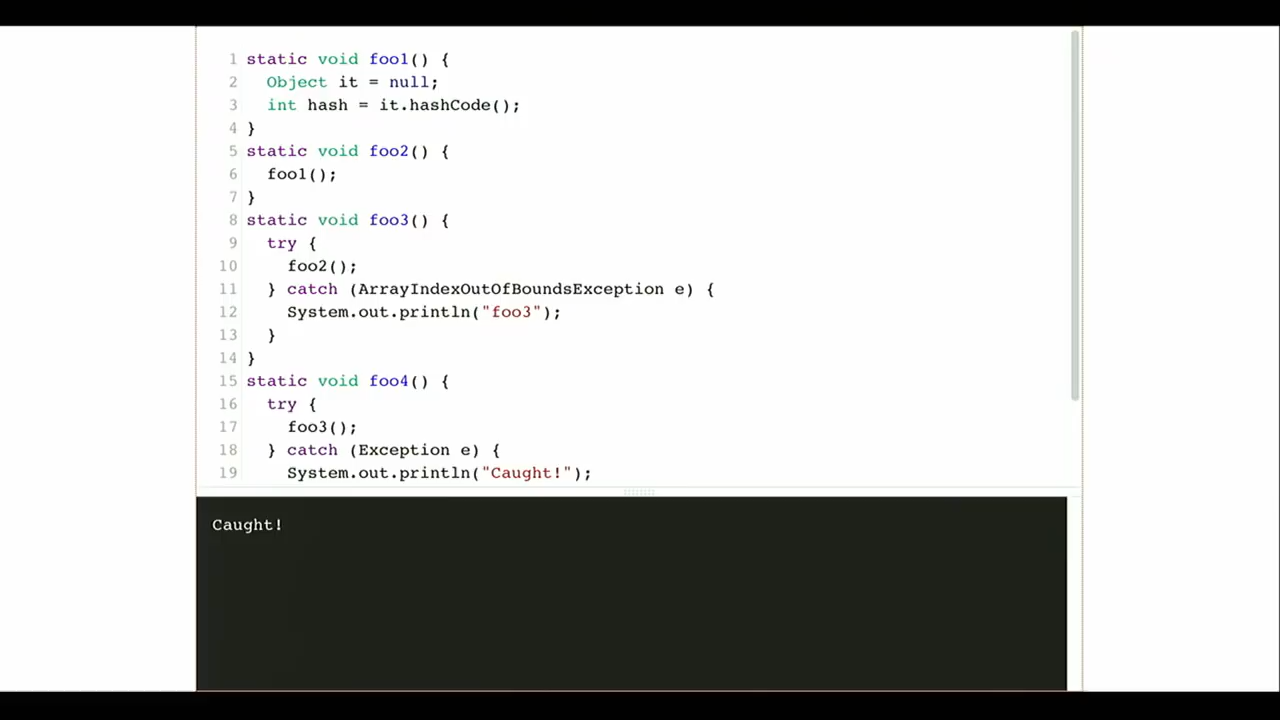 1 static void foo1() {
2 Object it = null;
3 int hash = it.hashCode();
4 }
5 static void foo2() {
6 foo1();
7 }
8 static void foo3() {
9 try {
10 foo2();
11 } catch (ArrayIndexOutOfBoundsException e) {
12 System.out.println("foo3");
13 }
14 }
15 static void foo4() {
16 try {
17 foo3();
18 } catch (Exception e) {
19 System.out.println("Caught!");
Caught!